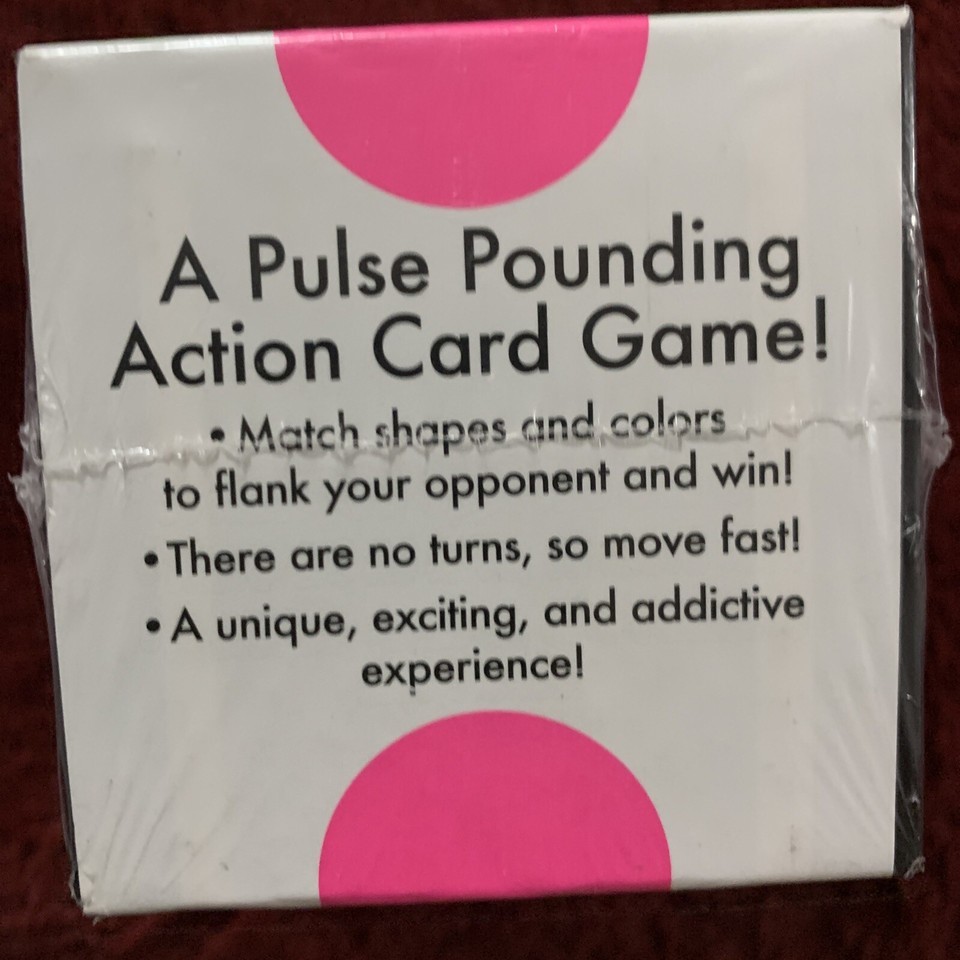 A Pulse Pounding
Action Card Game!
• Match shapes and colors
to flank your opponent and win!
• There are no turns, so move fast!
• A unique, exciting, and addictive
experience!